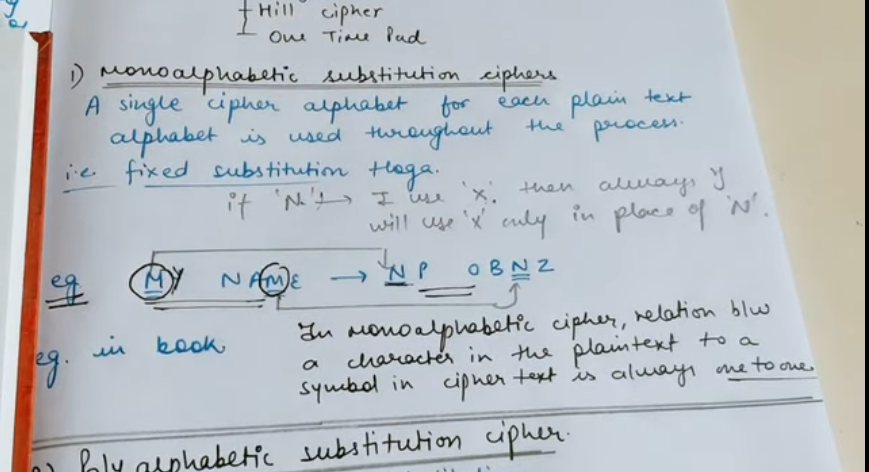 Hill cipher
One Time Pad
1) Monoalphabetic substitution ciphers
A single cipher alphabet for each plain text
alphabet is used throughout the process.
i.e. fixed substitution Hoga.
if 'N' → I use 'x'. then always I
will use 'x' only in place of 'N'.
eg MY NAME → NP OBNZ
eg. in book
In monoalphabetic cipher, relation b/w
a character in the plaintext to a
symbol in cipher text is always one to one.
Poly alphabetic substitution cipher.